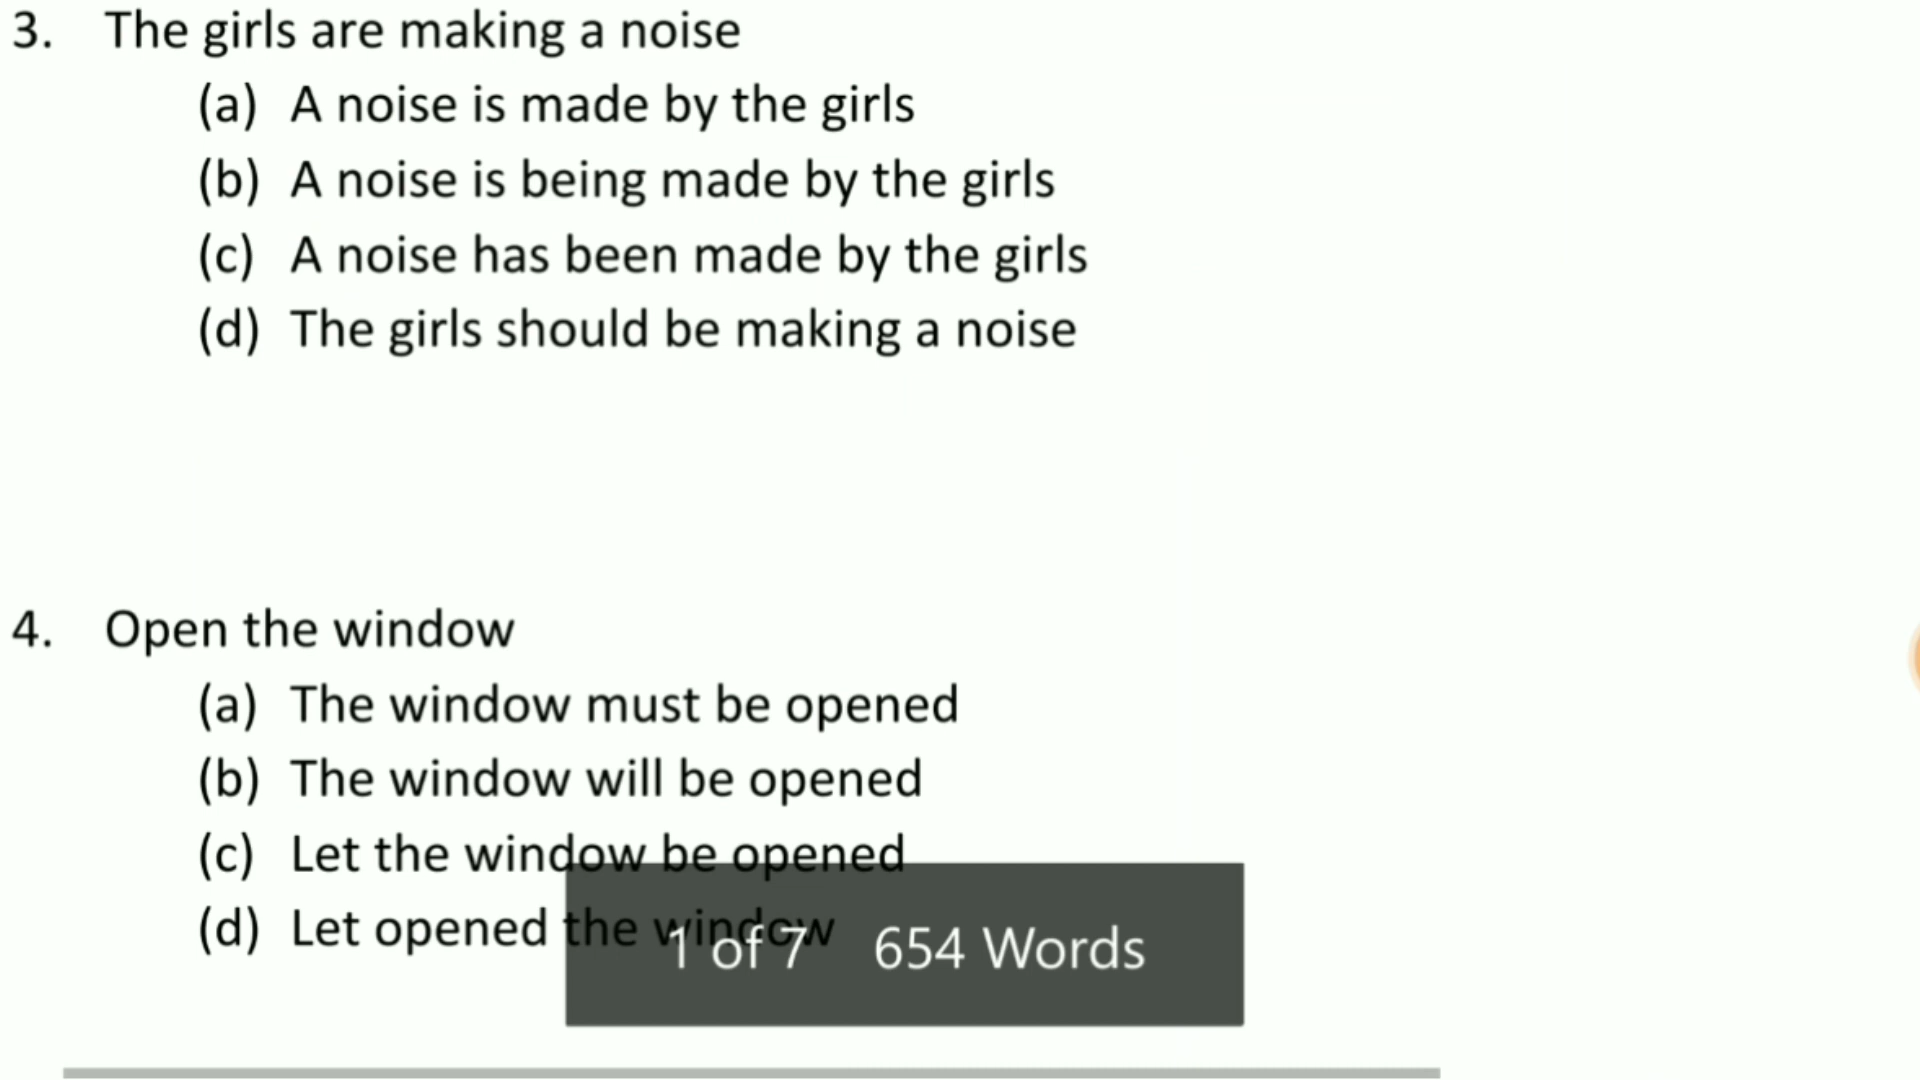 3. The girls are making a noise
(a) A noise is made by the girls
(b) A noise is being made by the girls
(c) A noise has been made by the girls
(d) The girls should be making a noise
4. Open the window
(a) The window must be opened
(b) The window will be opened
(c) Let the window be opened
(d) Let opened the window
1 of 7 654 Words